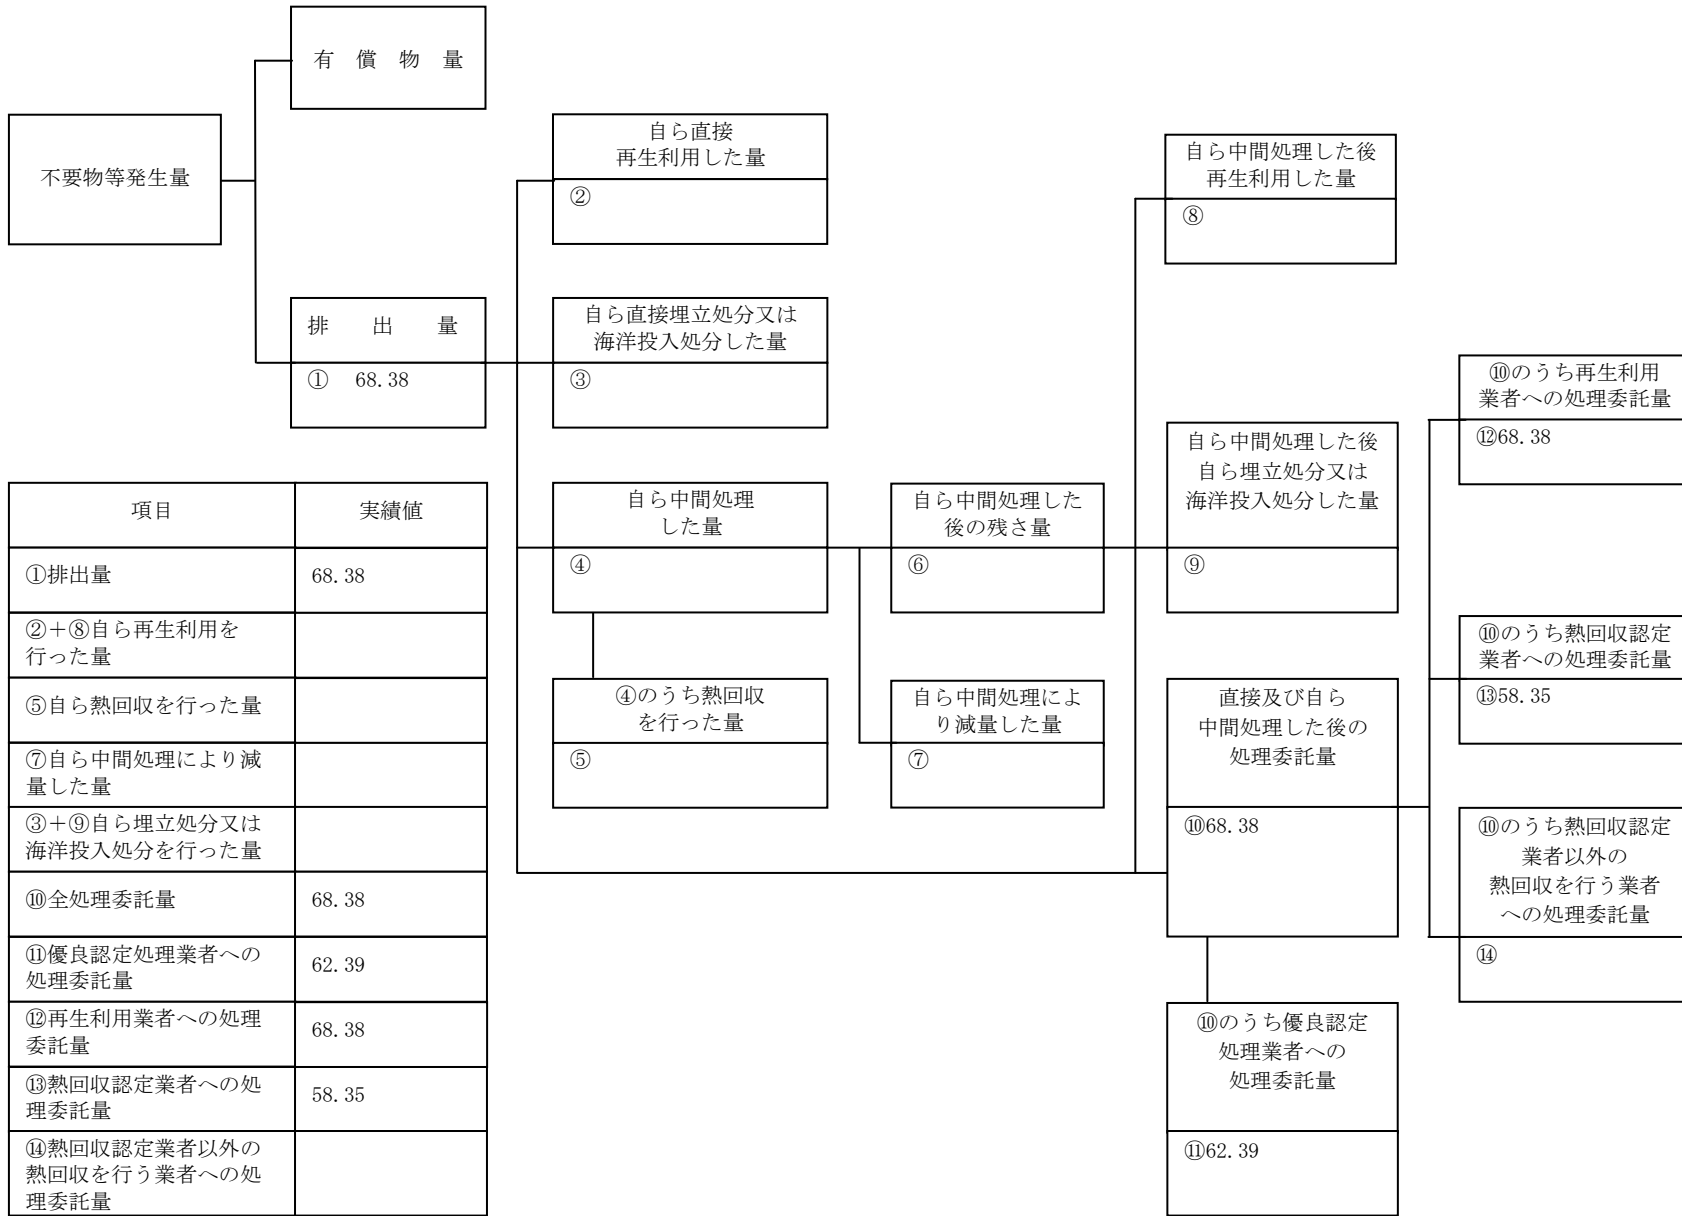 有 償 物 量
不要物等発生量
自ら直接
再生利用した量
②
自ら中間処理した後
再生利用した量
⑧
排 出 量
① 68.38
自ら直接埋立処分又は
海洋投入処分した量
③
⑩のうち再生利用
業者への処理委託量
⑫68.38
自ら中間処理した後
自ら埋立処分又は
海洋投入処分した量
⑨
自ら中間処理
した量
④
自ら中間処理した
後の残さ量
⑥
④のうち熱回収
を行った量
⑤
自ら中間処理によ
り減量した量
⑦
直接及び自ら
中間処理した後の
処理委託量
⑩68.38
⑩のうち熱回収認定
業者への処理委託量
⑬58.35
⑩のうち熱回収認定
業者以外の
熱回収を行う業者
への処理委託量
⑭
⑩のうち優良認定
処理業者への
処理委託量
⑪62.39
項目 実績値
①排出量 68.38
②+⑧自ら再生利用を
行った量
⑤自ら熱回収を行った量
⑦自ら中間処理により減
量した量
③+⑨自ら埋立処分又は
海洋投入処分を行った量
⑩全処理委託量 68.38
⑪優良認定処理業者への
処理委託量 62.39
⑫再生利用業者への処理
委託量 68.38
⑬熱回収認定業者への処
理委託量 58.35
⑭熱回収認定業者以外の
熱回収を行う業者への処
理委託量